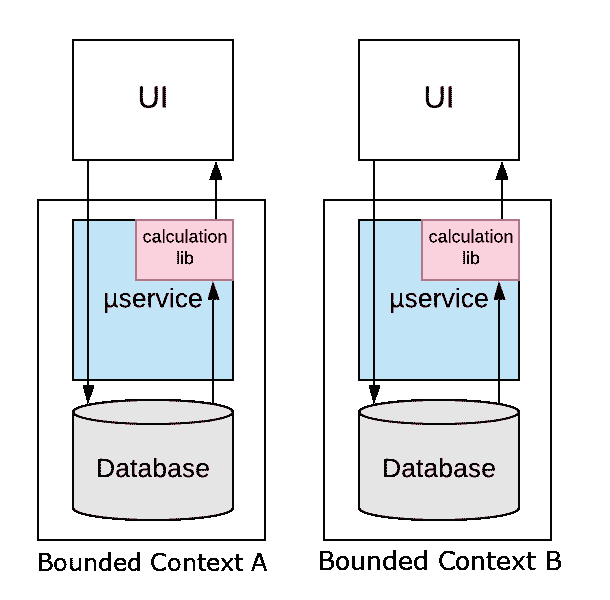 UI
calculation
lib
µservice
Database
Bounded Context A
UI
calculation
lib
µservice
Database
Bounded Context B